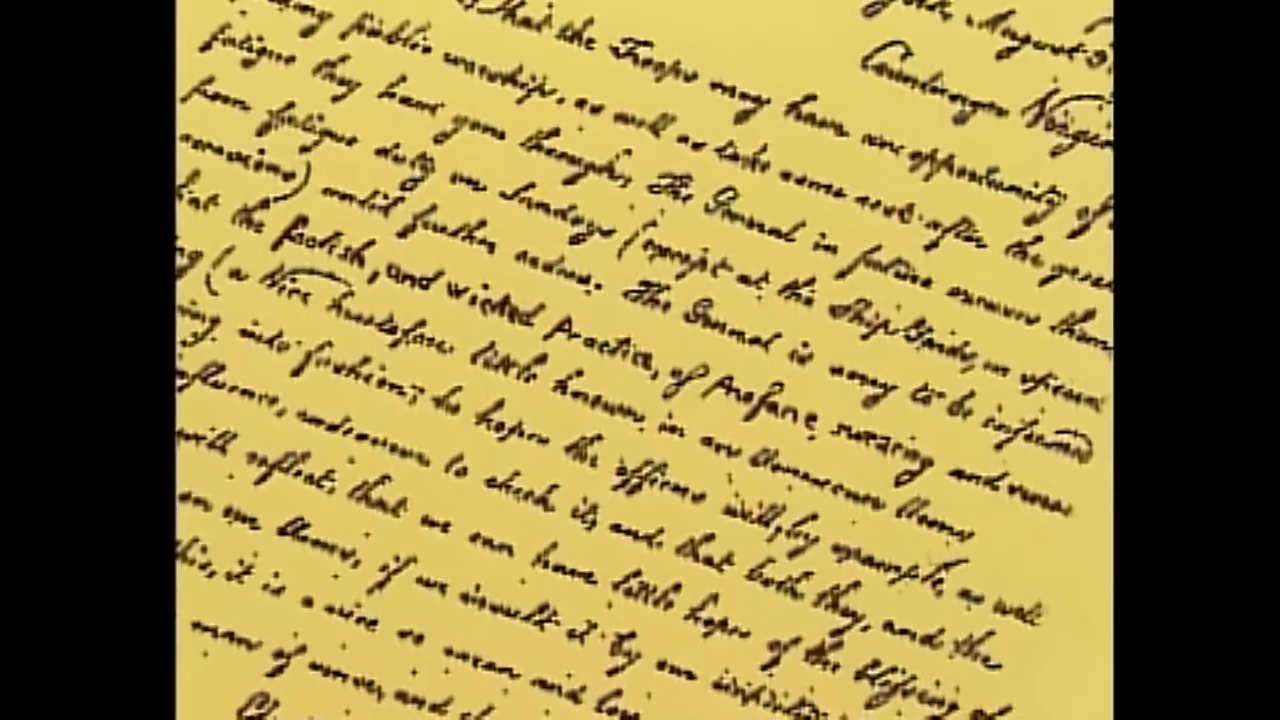 York, August 3
Countersign Virgin
That the Troops may have an opportunity of
public worship, as well as take some rest after the great
fatigue they have gone through, The General in future excuses them
from fatigue duty on Sundays (except at the Ship Yards, on special
occasions) until further orders. The General is sorry to be informed
that the foolish, and wicked practice, of profane swearing and
(a Vice heretofore little known in an American Army
into fashion; he hopes the officers will, by example, as well
influence, endeavour to check it, and that both they, and the
will reflect, that we can have little hopes of the blessing of
on our Arms, if we insult it by our
this, it is a vice so mean and low
man of sense, and